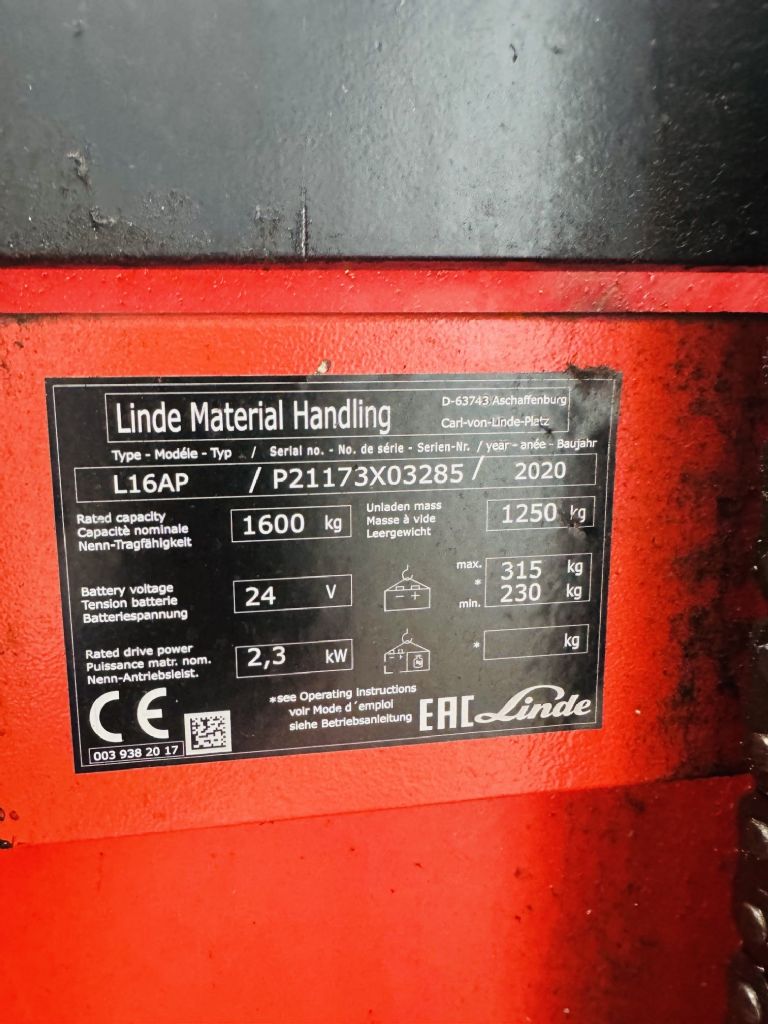 Linde Material Handling
D-63743 Aschaffenburg
Carl-von-Linde-Platz
Type - Modéle - Typ / Serial no. - No. de série - Serien-Nr. / year - anée - Baujahr
L16AP / P21173X03285 / 2020
Rated capacity
Capacité nominale
Nenn-Tragfähigkeit
1600 kg
Unladen mass
Masse à vide
Leergewicht
1250 kg
Battery voltage
Tension batterie
Batteriespannung
24 V
max. 315 kg
*
min. 230 kg
Rated drive power
Puissance matr. nom.
Nenn-Antriebsleist.
2,3 kW
* kg
*see Operating Instructions
voir Mode d´emploi
siehe Betriebsanleitung
CE
003 938 20 17
EAC
Linde